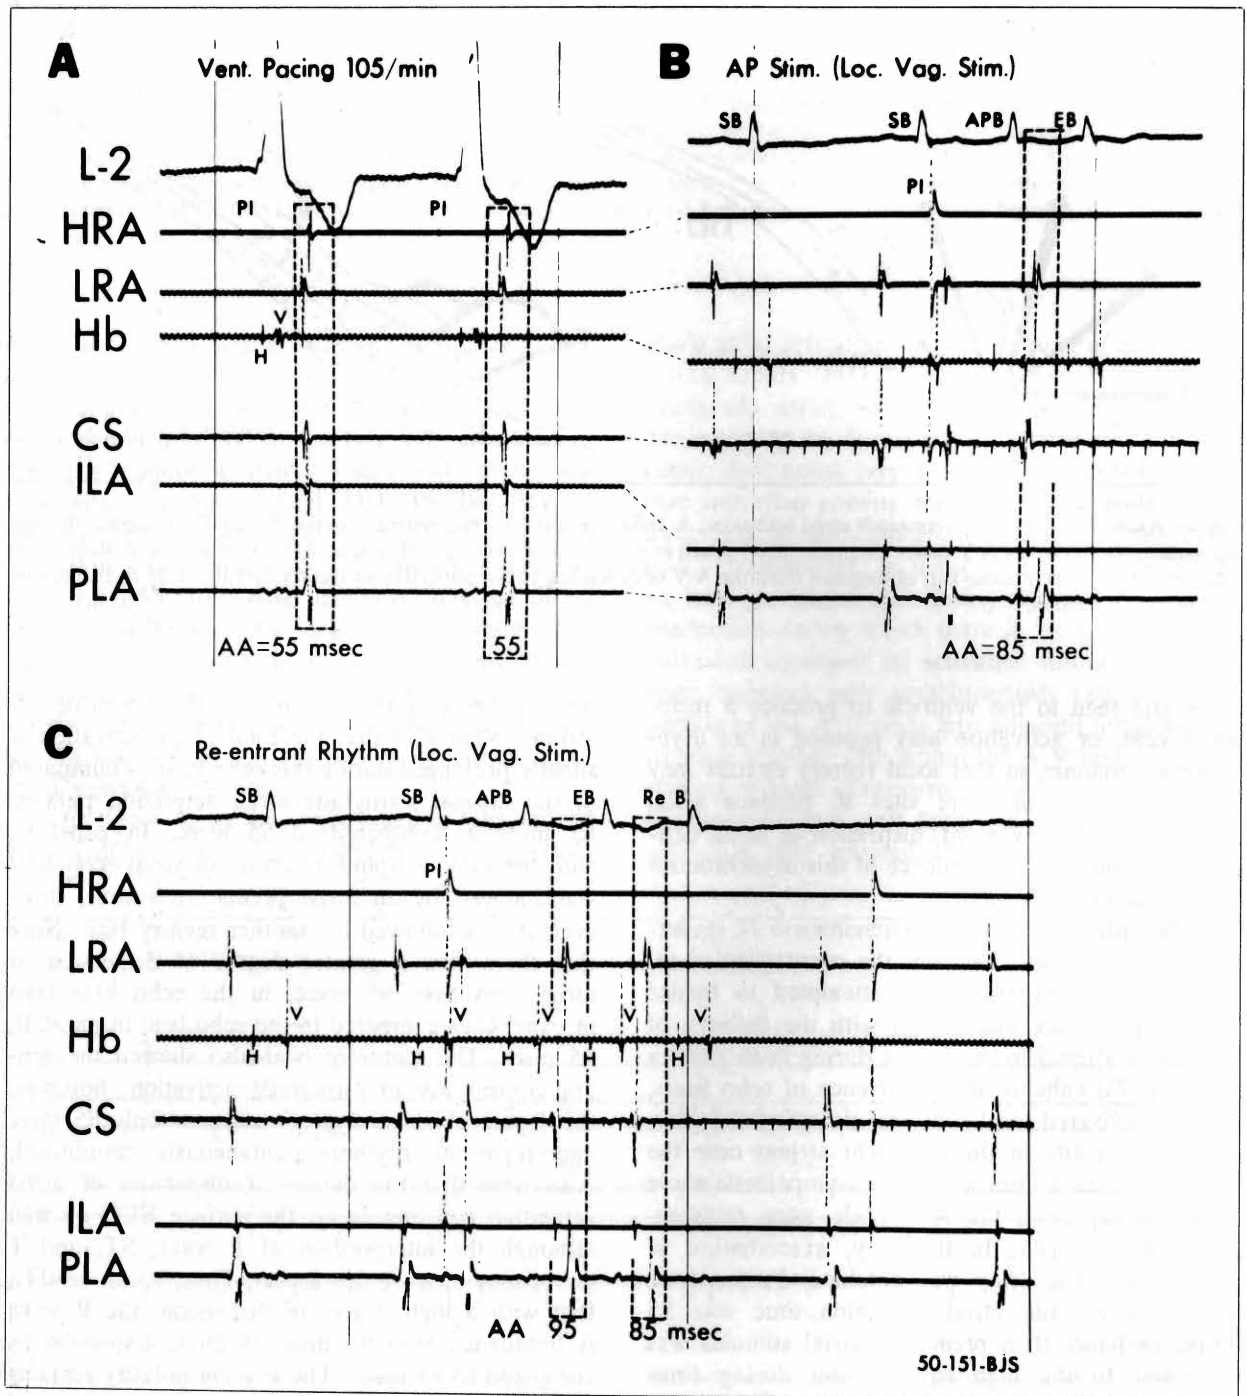 A
Vent. Pacing 105/min
L-2
PI
PI
HRA
LRA
V
Hb
H
CS
ILA
PLA
AA=55 msec
55
B
AP Stim. (Loc. Vag. Stim.)
SB
SB
APB
EB
PI
AA=85 msec
C
Re-entrant Rhythm (Loc. Vag. Stim.)
SB
SB
APB
EB
Re B
L-2
PI
HRA
LRA
V
V
V
V
V
Hb
H
H
H
CS
ILA
PLA
AA
95
85 msec
50-151-BJS